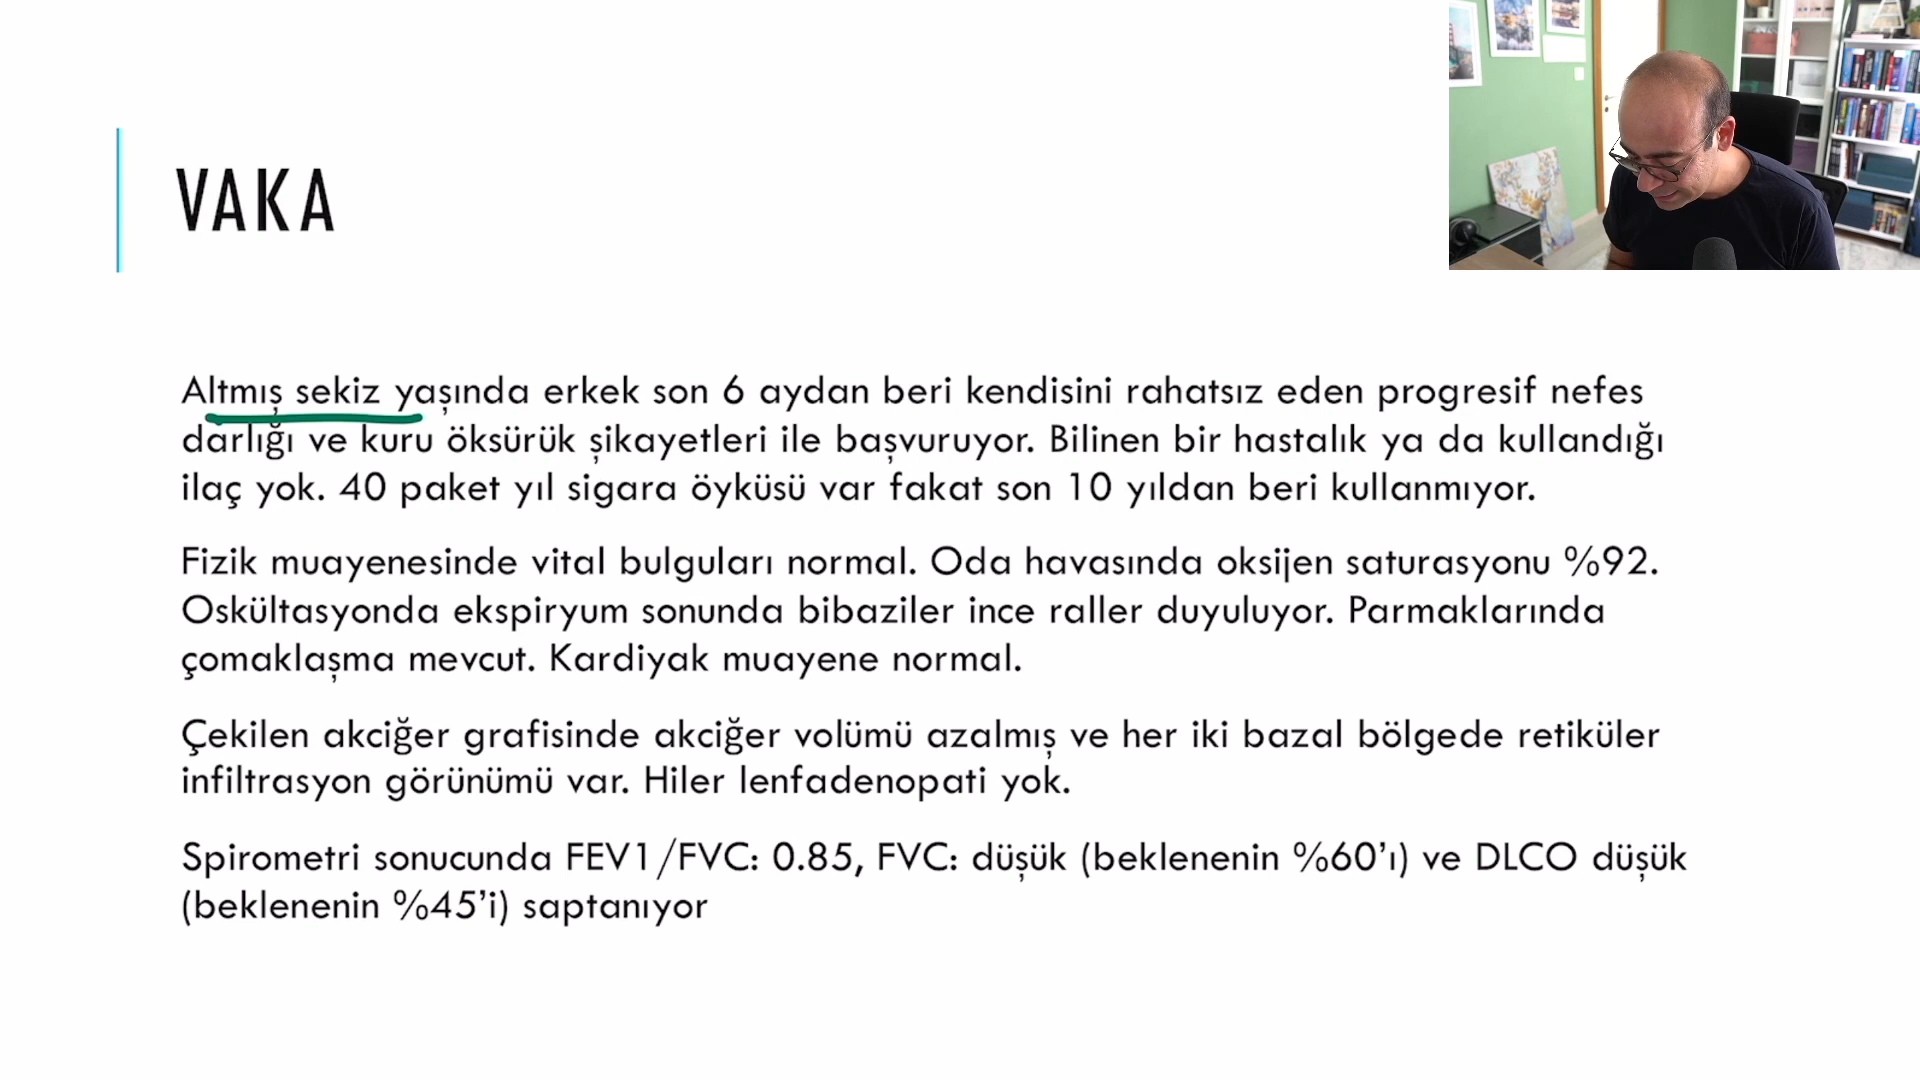 VAKA
Altmış sekiz yaşında erkek son 6 aydan beri kendisini rahatsız eden progresif nefes
darlığı ve kuru öksürük şikayetleri ile başvuruyor. Bilinen bir hastalık ya da kullandığı
ilaç yok. 40 paket yıl sigara öyküsü var fakat son 10 yıldan beri kullanmıyor.
Fizik muayenesinde vital bulguları normal. Oda havasında oksijen saturasyonu %92.
Oskültasyonda ekspiryum sonunda bibaziler ince raller duyuluyor. Parmaklarında
çomaklaşma mevcut. Kardiyak muayene normal.
Çekilen akciğer grafisinde akciğer volümü azalmış ve her iki bazal bölgede retiküler
infiltrasyon görünümü var. Hiler lenfadenopati yok.
Spirometri sonucunda FEV1/FVC: 0.85, FVC: düşük (beklenenin %60'ı) ve DLCO düşük
(beklenenin %45'i) saptanıyor